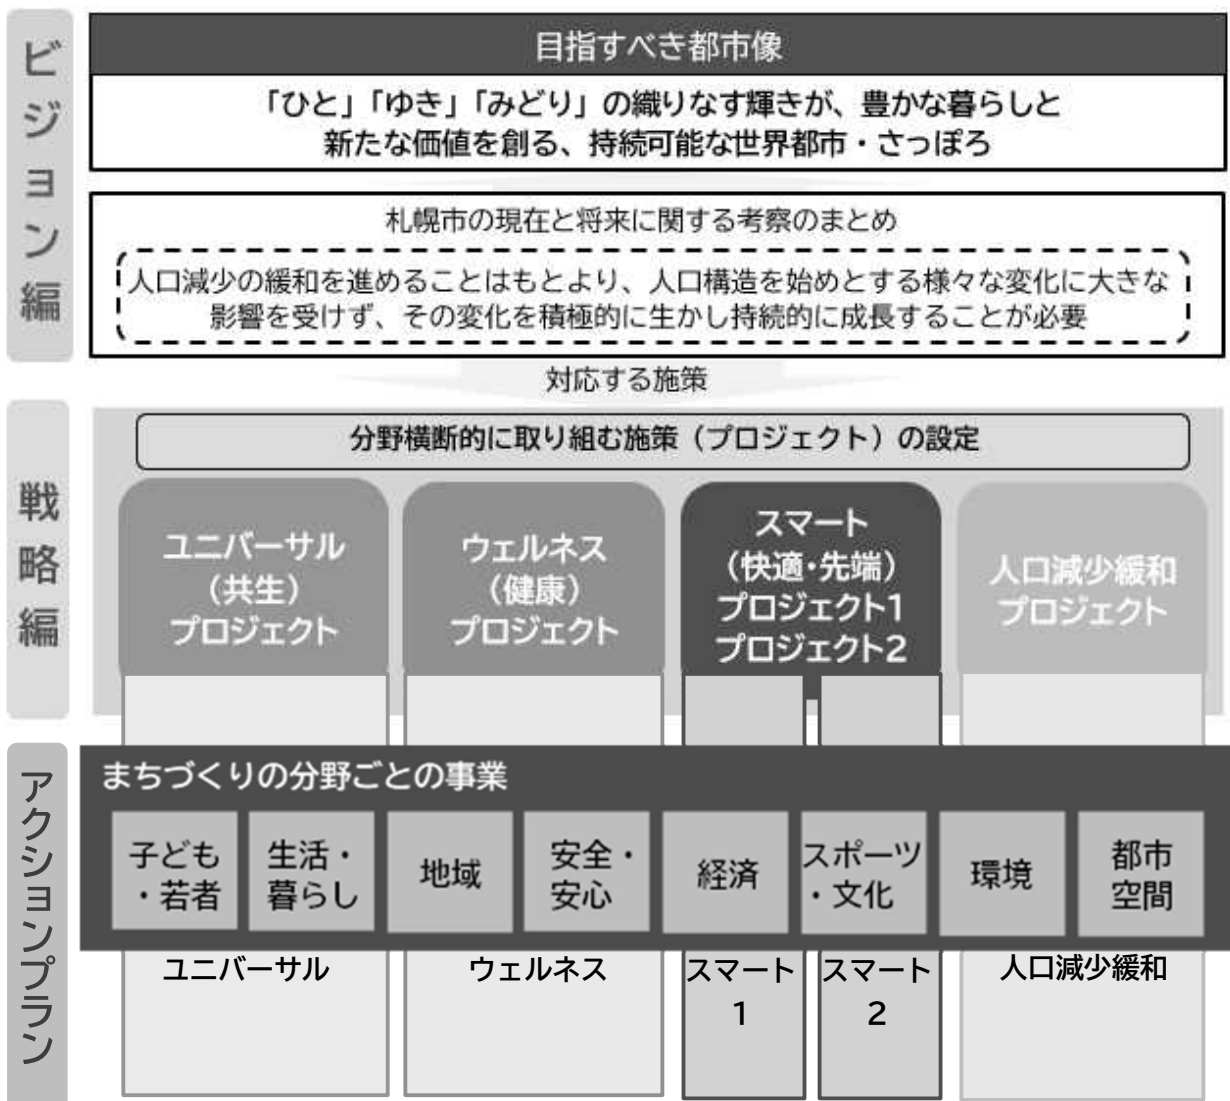 ビジョン編
目指すべき都市像
「ひと」「ゆき」「みどり」の織りなす輝きが、豊かな暮らしと
新たな価値を創る、持続可能な世界都市・さっぽろ
札幌市の現在と将来に関する考察のまとめ
人口減少の緩和を進めることはもとより、人口構造を始めとする様々な変化に大きな
影響を受けず、その変化を積極的に生かし持続的に成長することが必要
対応する施策
戦略編
分野横断的に取り組む施策（プロジェクト）の設定
ユニバーサル
（共生）
プロジェクト
ウェルネス
（健康）
プロジェクト
スマート
（快適・先端）
プロジェクト1
プロジェクト2
人口減少緩和
プロジェクト
アクションプラン
まちづくりの分野ごとの事業
子ども
・若者
生活・
暮らし
地域
安全・
安心
経済
スポーツ
・文化
環境
都市
空間
ユニバーサル
ウェルネス
スマート
1
スマート
2
人口減少緩和